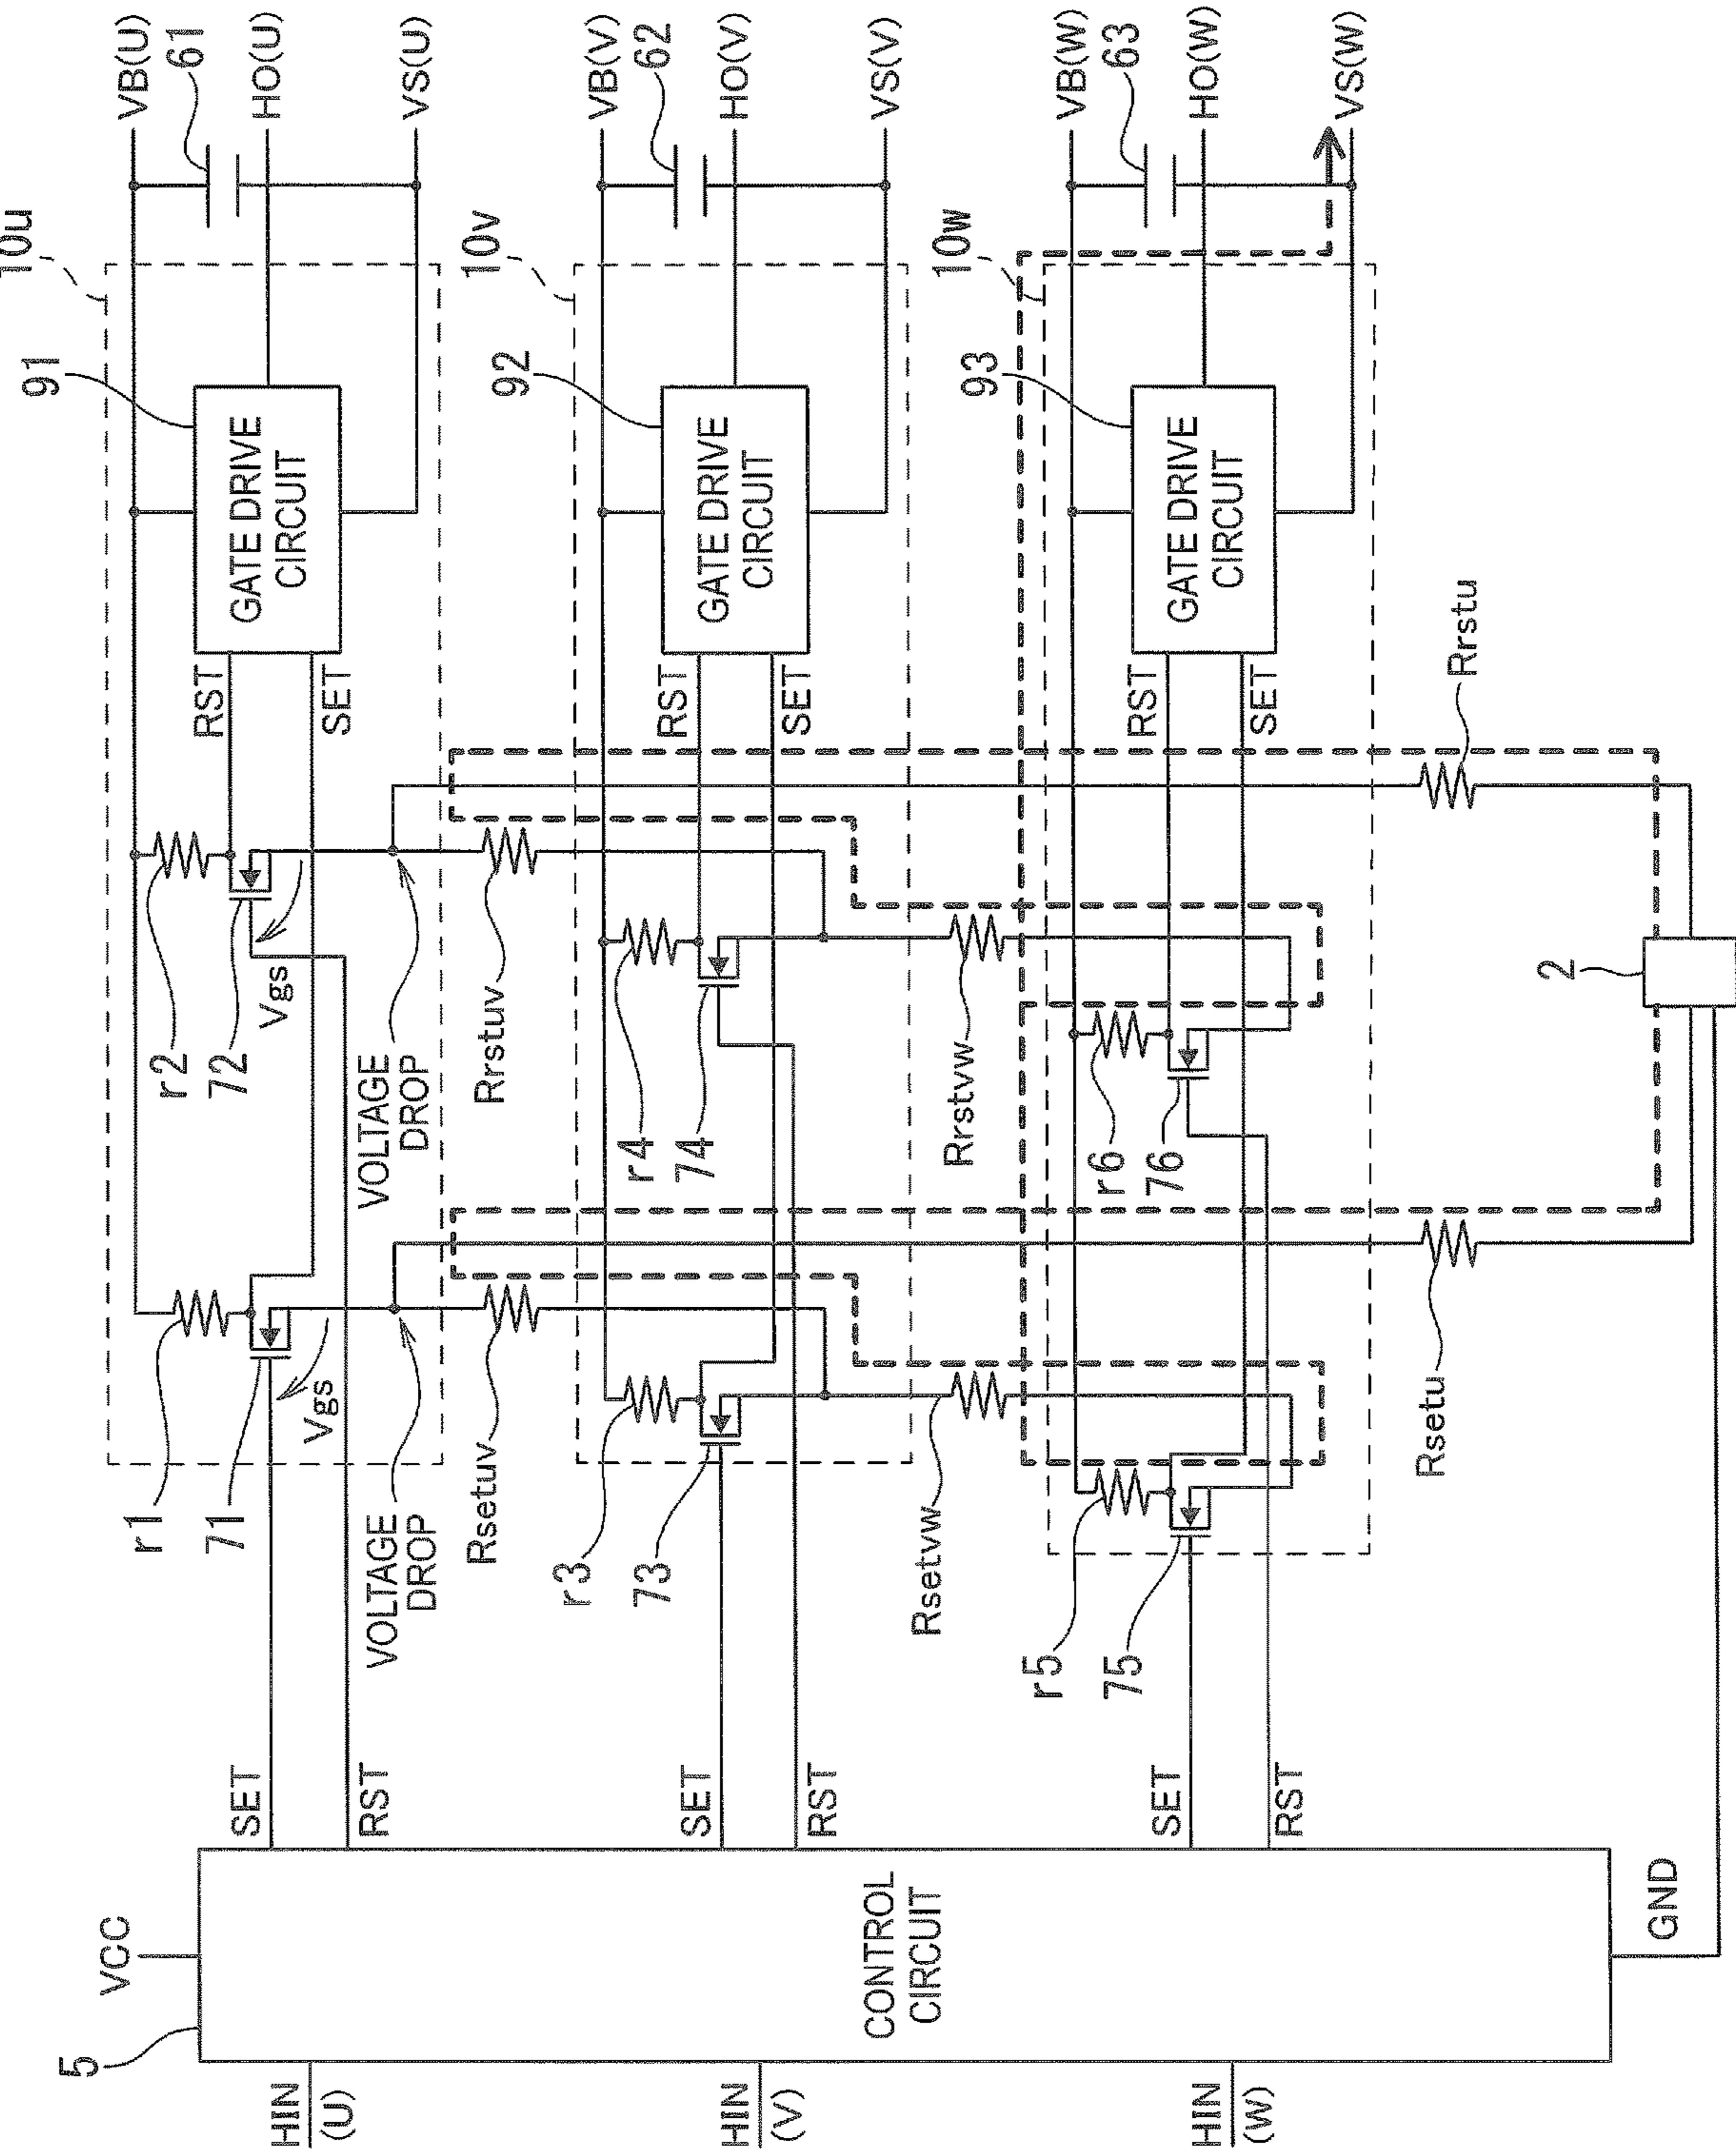 VCC
5
HIN
(U)
HIN
(V)
HIN
(W)
CONTROL
CIRCUIT
GND
SET
RST
SET
RST
SET
RST
10u
r1
71
Vgs
VOLTAGE
DROP
r2
72
Vgs
VOLTAGE
DROP
RST
SET
91
GATE DRIVE
CIRCUIT
VB(U)
61
HO(U)
VS(U)
Rsetuv
Rrstuv
10v
r3
73
r4
74
RST
SET
92
GATE DRIVE
CIRCUIT
VB(V)
62
HO(V)
VS(V)
Rsetvw
Rrstvw
10w
r5
75
r6
76
RST
SET
93
GATE DRIVE
CIRCUIT
VB(W)
63
HO(W)
VS(W)
Rsetu
Rrstu
2